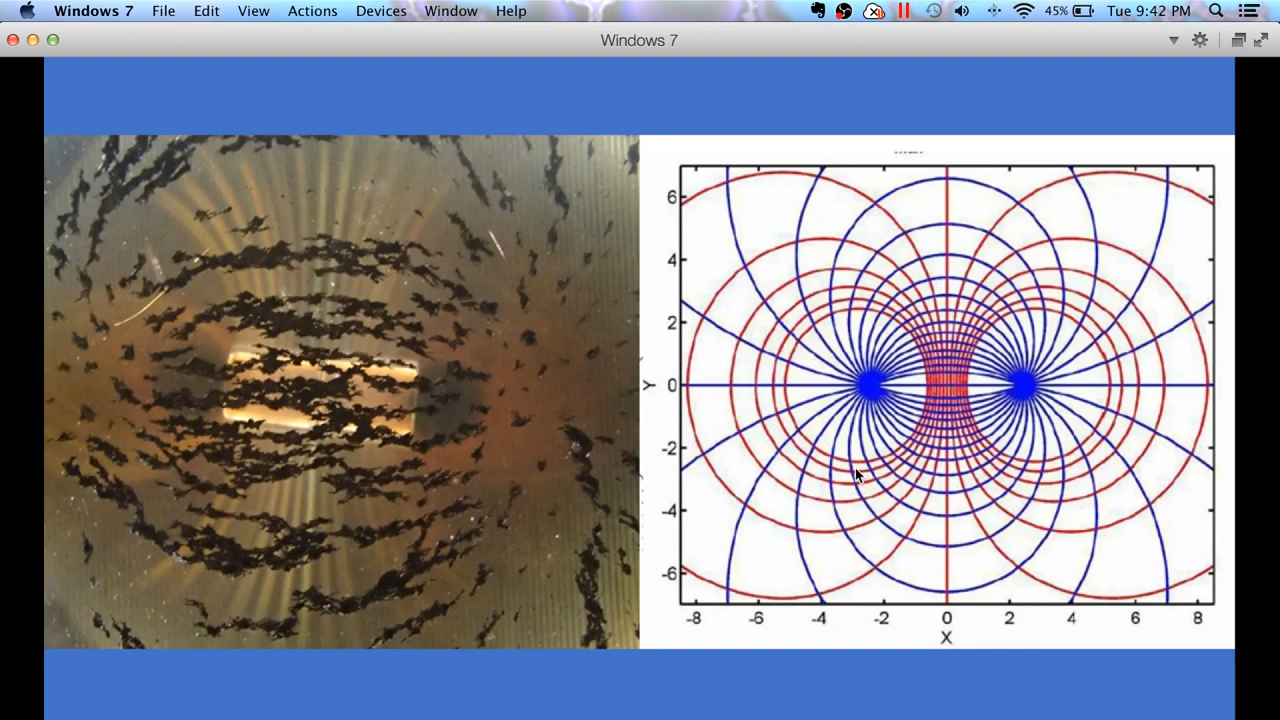 Windows 7 File Edit View Actions Devices Window Help 45% Tue 9:42 PM
Windows 7
6
4
2
Y 0
-2
-4
-6
-8 -6 -4 -2 0 2 4 6 8
X